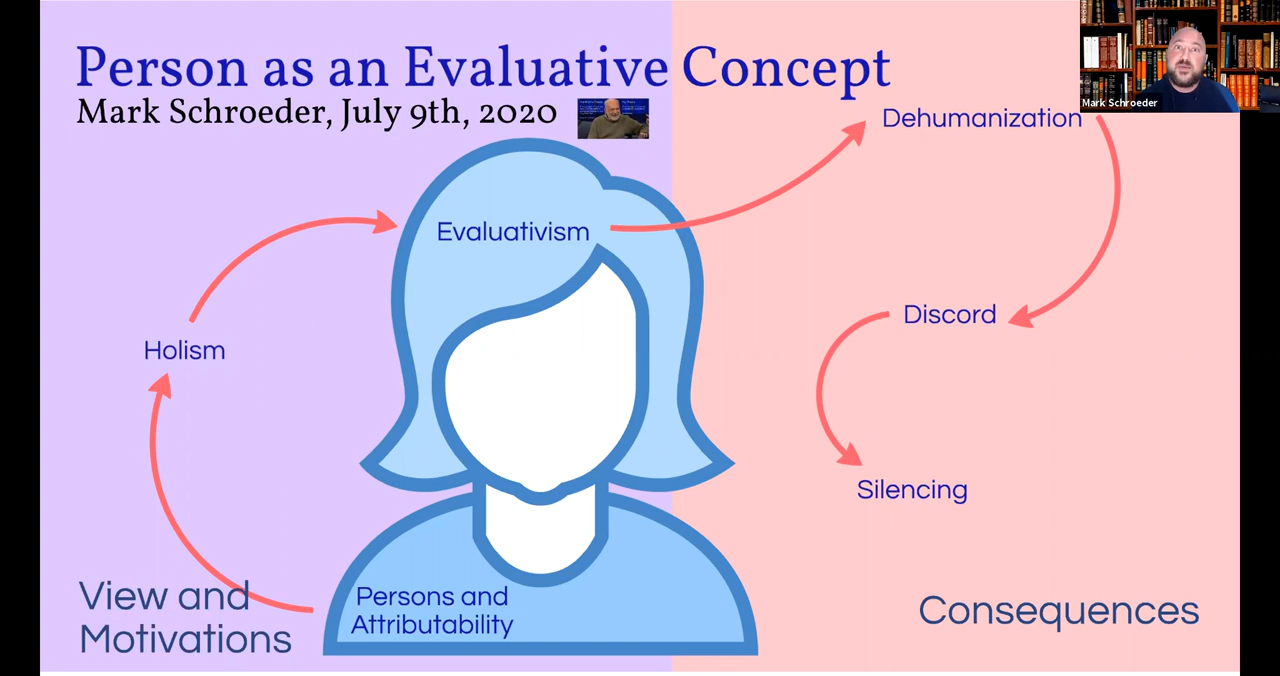 Person as an Evaluative Concept
Mark Schroeder, July 9th, 2020
Mark Schroeder
Dehumanization
Evaluativism
Discord
Holism
Silencing
Persons and
Attributability
View and
Motivations
Consequences